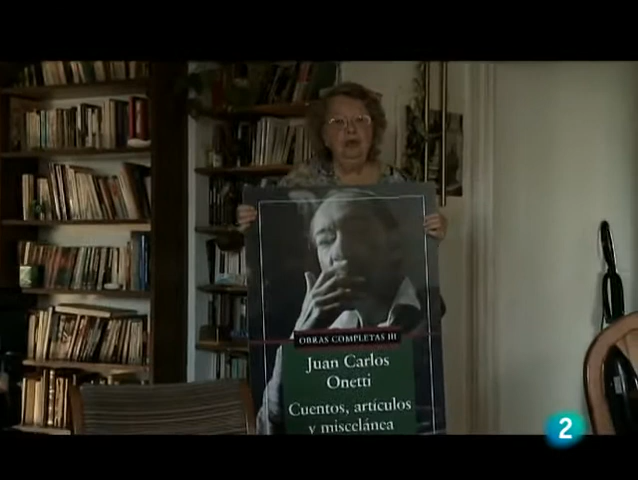 OBRAS COMPLETAS III
Juan Carlos
Onetti
Cuentos, artículos
y miscelánea
2